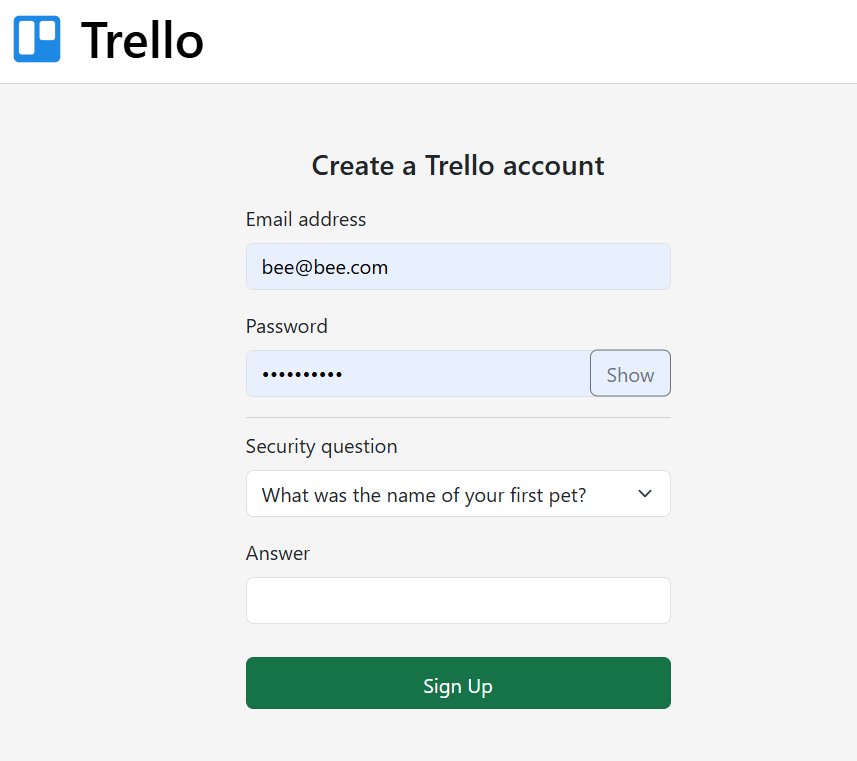 Trello
Create a Trello account
Email address
bee@bee.com
Password
••••••••••
Show
Security question
What was the name of your first pet?
Answer
Sign Up